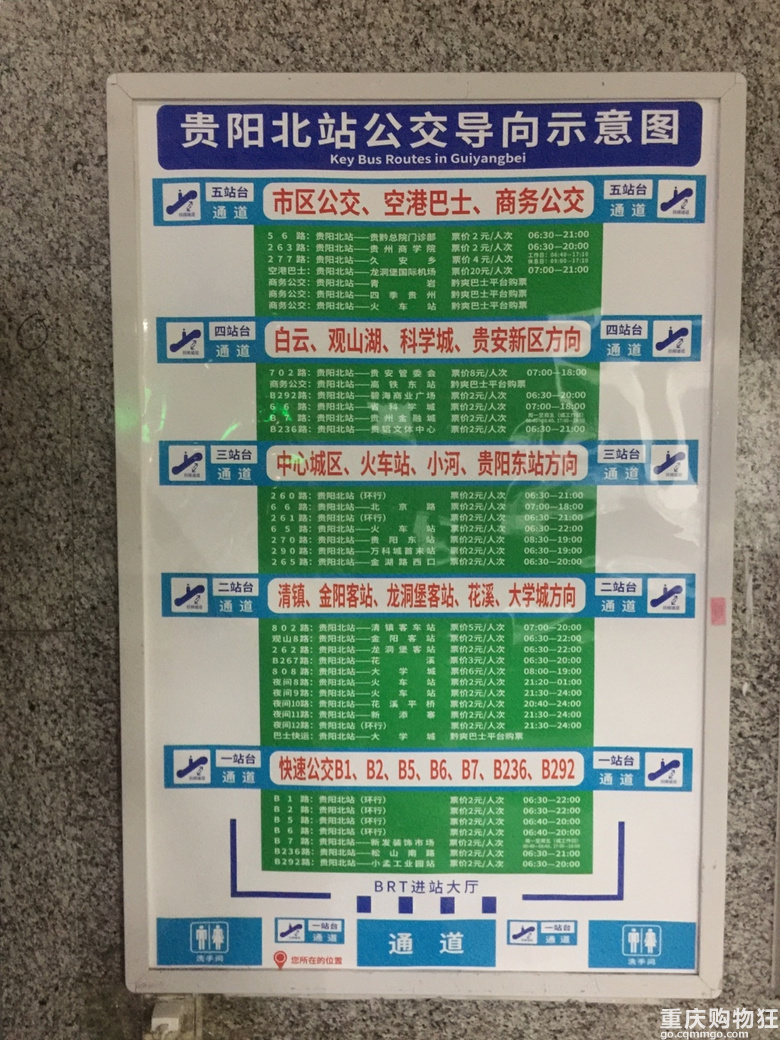 贵阳北站公交导向示意图
Key Bus Routes in Guiyangbei
五站台 通道 市区公交、空港巴士、商务公交 五站台 通道
56路：贵阳北站——贵黔总院门诊部 票价2元/人次 06:30—21:00
263路：贵阳北站——贵州商学院 票价2元/人次 06:30—20:00
277路：贵阳北站——久安乡 票价4元/人次
空港巴士：贵阳北站——龙洞堡国际机场 票价20元/人次 07:00—21:00
商务公交：贵阳北站——青岩 黔爽巴士平台购票
商务公交：贵阳北站——四季贵州 黔爽巴士平台购票
商务公交：贵阳北站——火车站 黔爽巴士平台购票
四站台 通道 白云、观山湖、科学城、贵安新区方向 四站台 通道
702路：贵阳北站——贵安管委会 票价8元/人次 07:00—18:00
商务公交：贵阳北站——高铁东站 黔爽巴士平台购票
B292路：贵阳北站——碧海商业广场 票价2元/人次 06:30—20:00
66路：贵阳北站——省科学城 票价2元/人次 07:00—18:00
B7路：贵阳北站——贵州金融城 票价2元/人次
B236路：贵阳北站——贵铝文体中心 票价2元/人次 06:30—21:00
三站台 通道 中心城区、火车站、小河、贵阳东站方向 三站台 通道
260路：贵阳北站（环行） 票价2元/人次 06:30—21:00
66路：贵阳北站——北京路 票价2元/人次 07:00—18:00
261路：贵阳北站（环行） 票价2元/人次 06:30—21:00
65路：贵阳北站——火车站 票价2元/人次 06:30—22:00
270路：贵阳北站——贵阳东站 票价2元/人次 08:30—19:00
290路：贵阳北站——万科城首末站 票价2元/人次 06:30—19:00
265路：贵阳北站——金湖路西口 票价2元/人次 06:30—20:00
二站台 通道 清镇、金阳客站、龙洞堡客站、花溪、大学城方向 二站台 通道
802路：贵阳北站——清镇客车站 票价5元/人次 07:00—20:00
观山8路：贵阳北站——金阳客站 票价2元/人次 06:30—22:00
262路：贵阳北站——龙洞堡客站 票价2元/人次 06:30—22:00
B267路：贵阳北站——花溪 票价3元/人次 06:30—20:00
808路：贵阳北站——大学城 票价6元/人次 08:00—19:00
夜间8路：贵阳北站——火车站 票价2元/人次 21:20—01:00
夜间9路：贵阳北站——火车站 票价2元/人次 21:30—24:00
夜间10路：贵阳北站——花溪平桥 票价2元/人次 20:40—24:00
夜间11路：贵阳北站——新添寨 票价2元/人次 21:30—24:00
夜间12路：贵阳北站（环行） 票价2元/人次 21:30—24:00
巴士快运：贵阳北站——大学城 黔爽巴士平台购票
一站台 通道 快速公交B1、B2、B5、B6、B7、B236、B292 一站台 通道
B1路：贵阳北站（环行） 票价2元/人次 06:30—22:00
B2路：贵阳北站（环行） 票价2元/人次 06:30—22:00
B5路：贵阳北站（环行） 票价2元/人次 06:40—20:00
B6路：贵阳北站（环行） 票价2元/人次 06:40—20:00
B7路：贵阳北站——新发装饰市场 票价2元/人次
B236路：贵阳北站——松山南路 票价2元/人次 06:30—21:00
B292路：贵阳北站——小孟工业园站 票价2元/人次 06:30—20:00
BRT进站大厅
洗手间 一站台 通道 通道 一站台 通道 洗手间
您所在的位置
重庆购物狂
go.cqmmgo.com